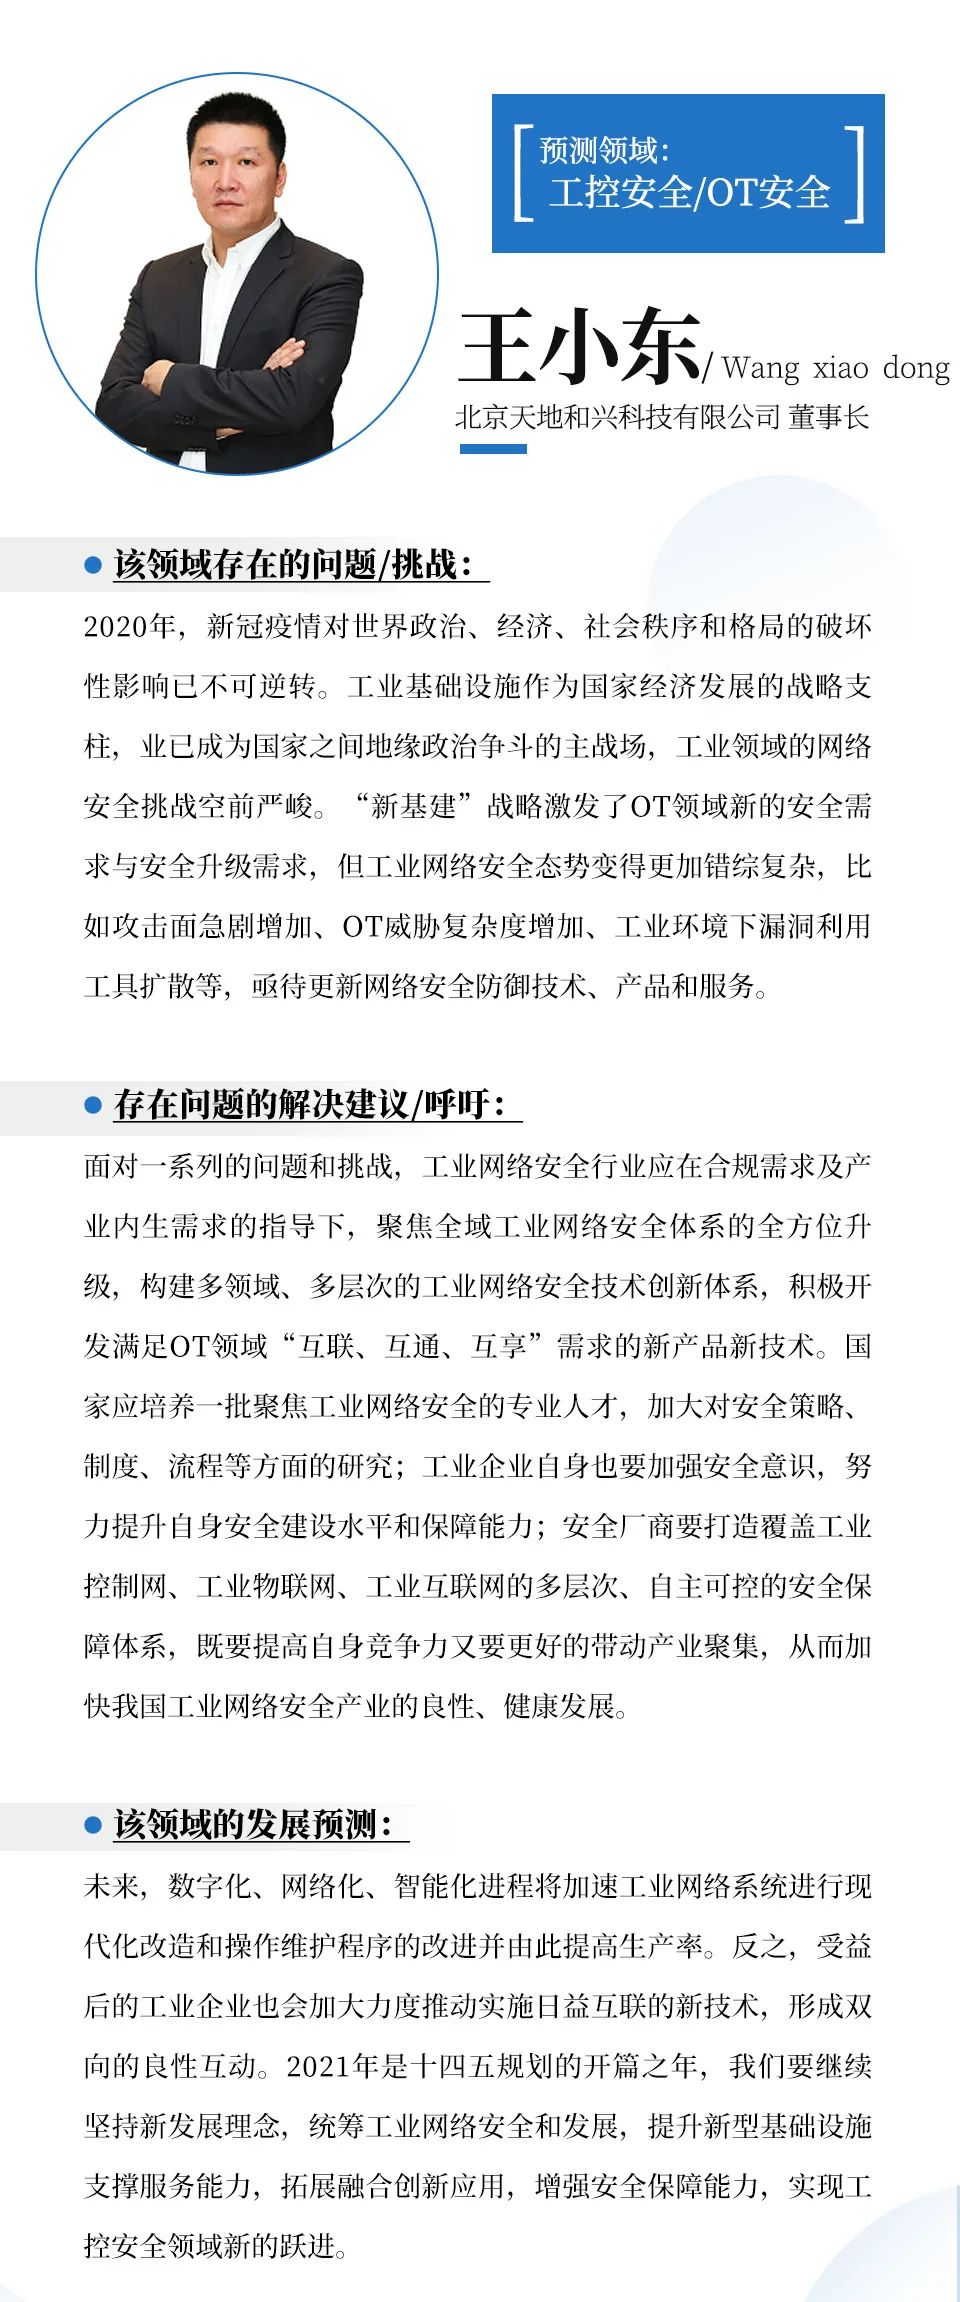 预测领域：
工控安全/OT安全
王小东/Wang xiao dong
北京天地和兴科技有限公司 董事长
该领域存在的问题/挑战：
2020年，新冠疫情对世界政治、经济、社会秩序和格局的破坏
性影响已不可逆转。工业基础设施作为国家经济发展的战略支
柱，业已成为国家之间地缘政治争斗的主战场，工业领域的网络
安全挑战空前严峻。“新基建”战略激发了OT领域新的安全需
求与安全升级需求，但工业网络安全态势变得更加错综复杂，比
如攻击面急剧增加、OT威胁复杂度增加、工业环境下漏洞利用
工具扩散等，亟待更新网络安全防御技术、产品和服务。
存在问题的解决建议/呼吁：
面对一系列的问题和挑战，工业网络安全行业应在合规需求及产
业内生需求的指导下，聚焦全域工业网络安全体系的全方位升
级，构建多领域、多层次的工业网络安全技术创新体系，积极开
发满足OT领域“互联、互通、互享”需求的新产品新技术。国
家应培养一批聚焦工业网络安全的专业人才，加大对安全策略、
制度、流程等方面的研究；工业企业自身也要加强安全意识，努
力提升自身安全建设水平和保障能力；安全厂商要打造覆盖工业
控制网、工业物联网、工业互联网的多层次、自主可控的安全保
障体系，既要提高自身竞争力又要更好的带动产业聚集，从而加
快我国工业网络安全产业的良性、健康发展。
该领域的发展预测：
未来，数字化、网络化、智能化进程将加速工业网络系统进行现
代化改造和操作维护程序的改进并由此提高生产率。反之，受益
后的工业企业也会加大力度推动实施日益互联的新技术，形成双
向的良性互动。2021年是十四五规划的开篇之年，我们要继续
坚持新发展理念，统筹工业网络安全和发展，提升新型基础设施
支撑服务能力，拓展融合创新应用，增强安全保障能力，实现工
控安全领域新的跃进。